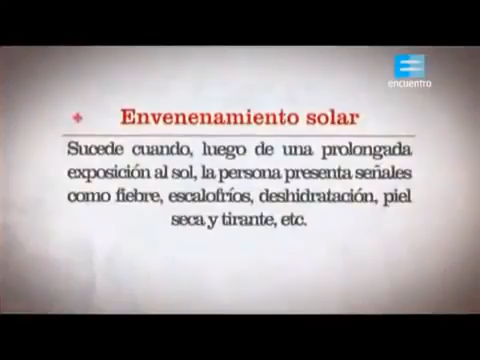 encuentro
Envenenamiento solar
Sucede cuando, luego de una prolongada
exposición al sol, la persona presenta señales
como fiebre, escalofríos, deshidratación, piel
seca y tirante, etc.